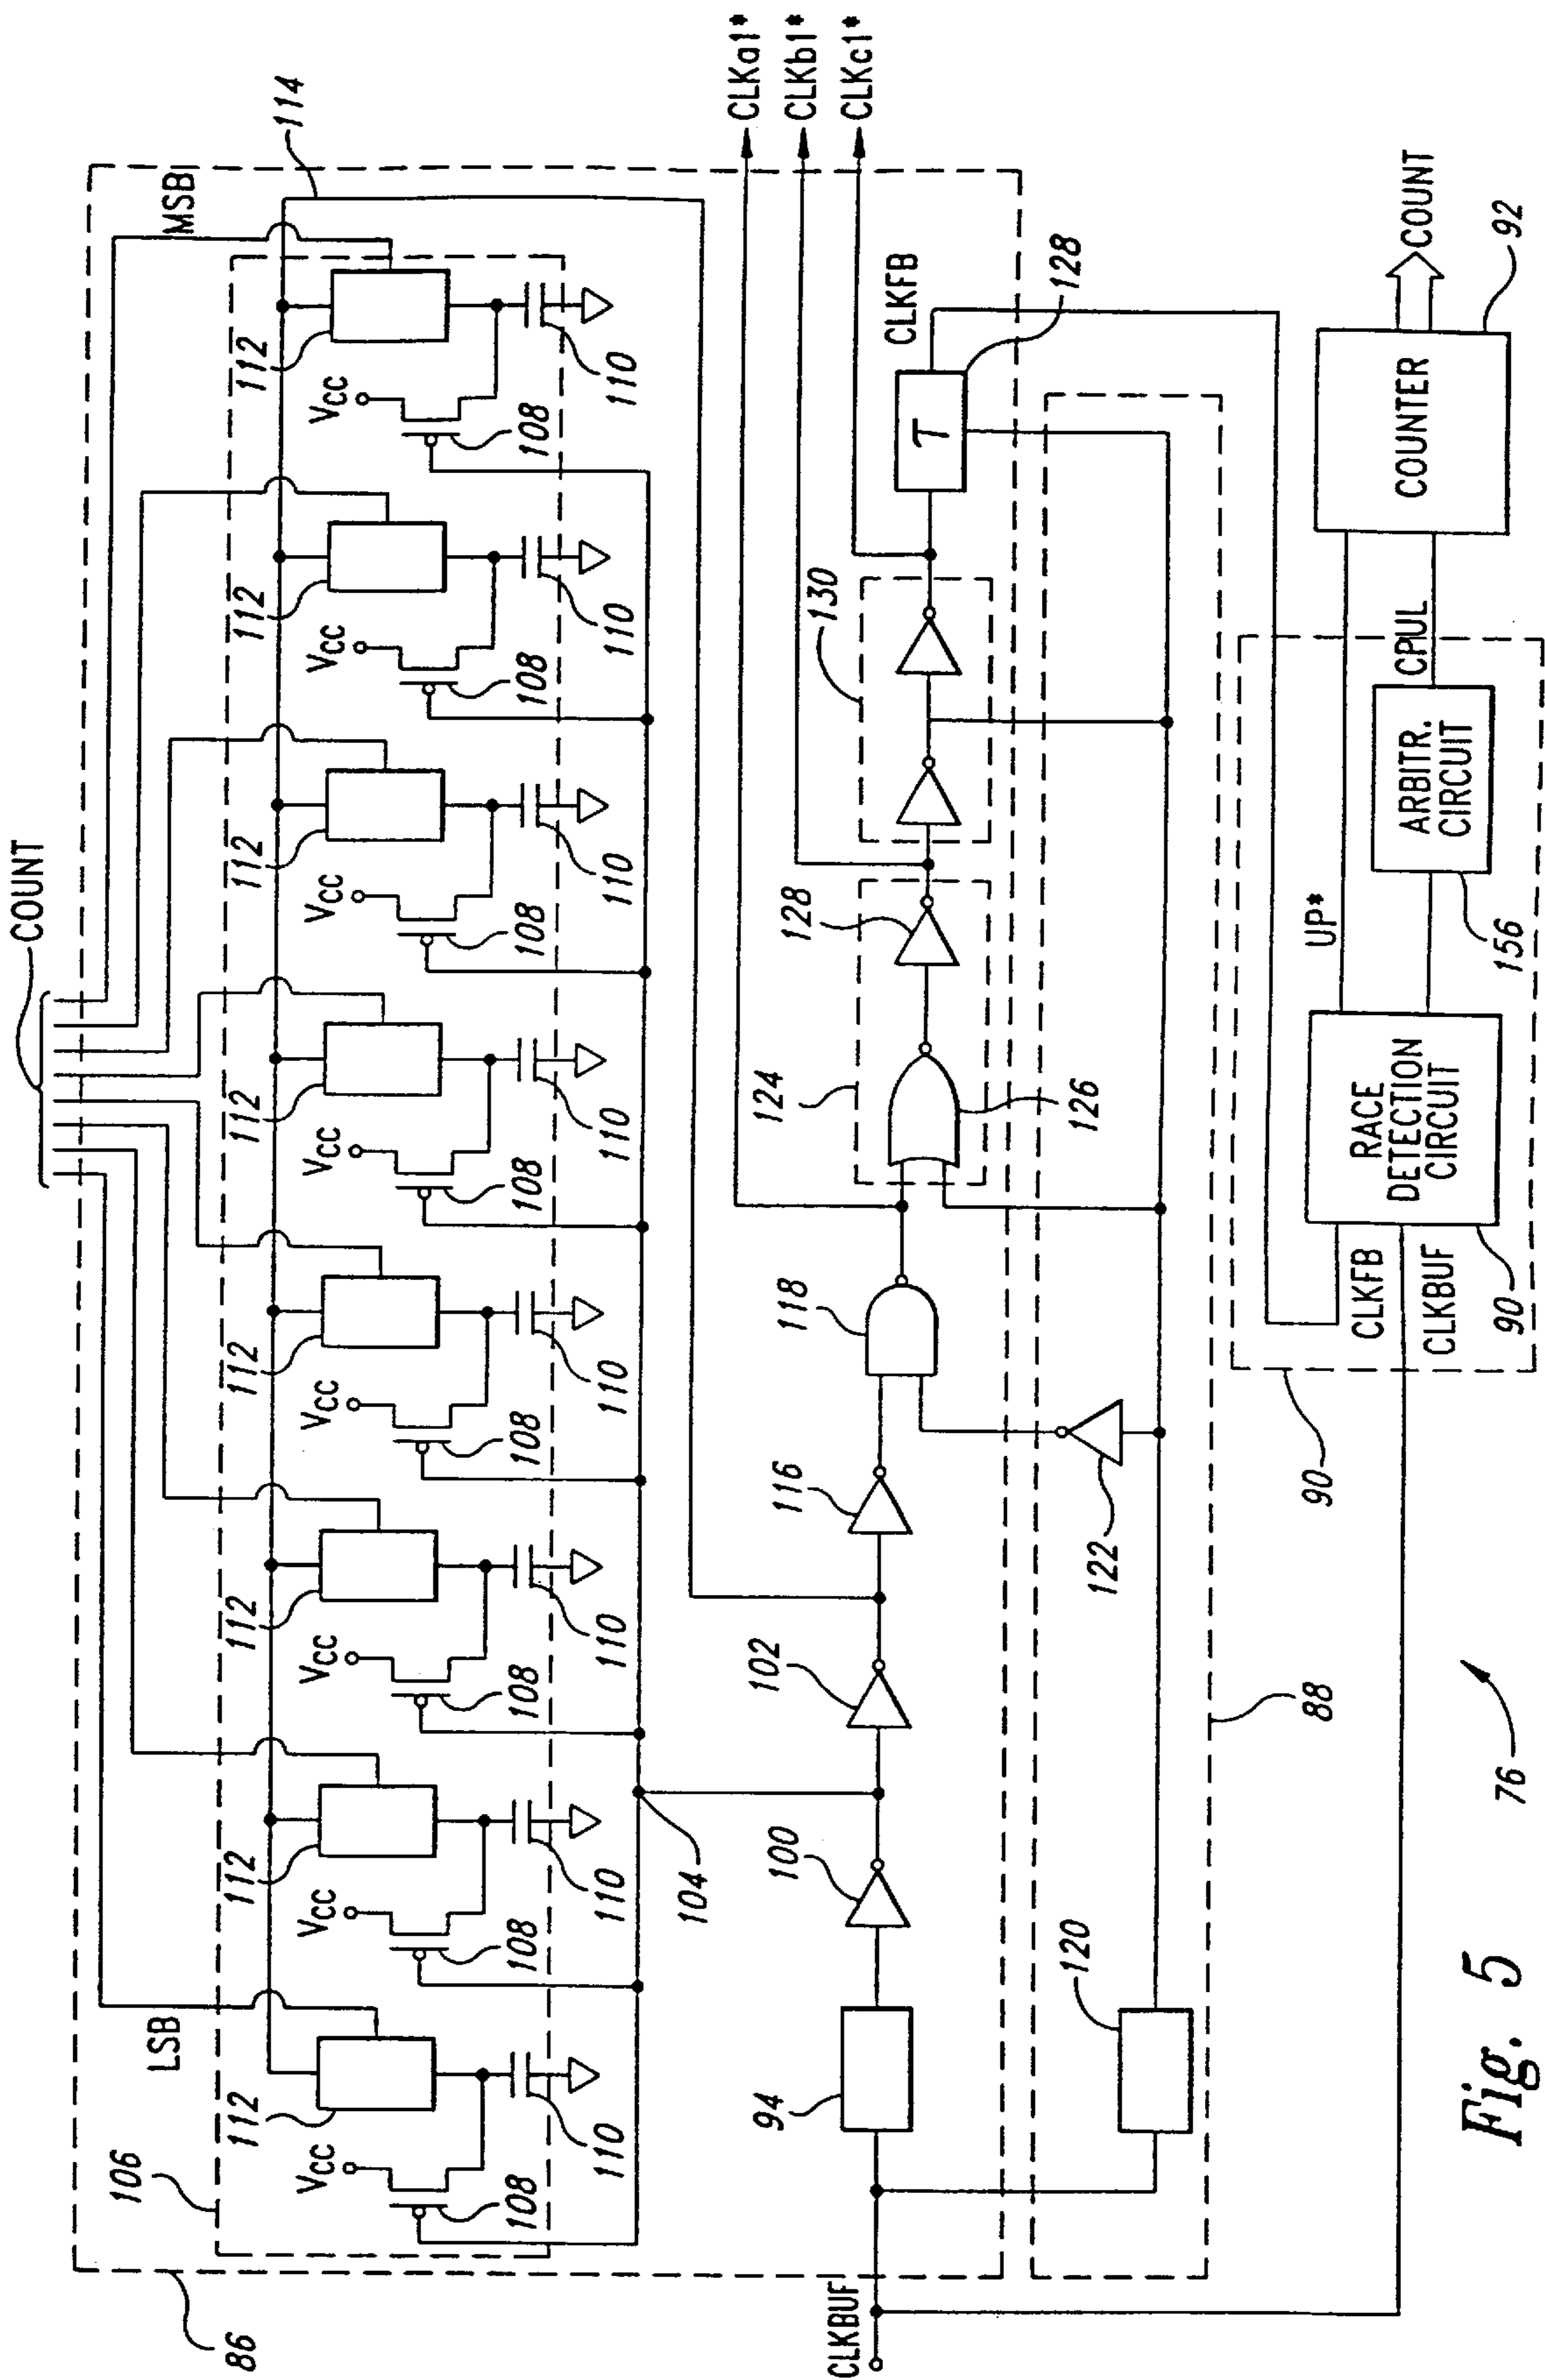 COUNT
86
106
LSB
MSB
114
112
112
112
112
112
112
112
112
VCC
VCC
VCC
VCC
VCC
VCC
VCC
VCC
108
108
108
108
108
108
108
108
110
110
110
110
110
110
110
110
104
CLKa1*
CLKb1*
CLKc1*
CLKBUF
94
100
102
116
118
124
126
128
130
τ
CLKFB
128
120
122
88
90
CLKFB
CLKBUF
90
RACE
DETECTION
CIRCUIT
UP*
ARBITR.
CIRCUIT
156
CPUL
COUNTER
92
COUNT
76
Fig. 5